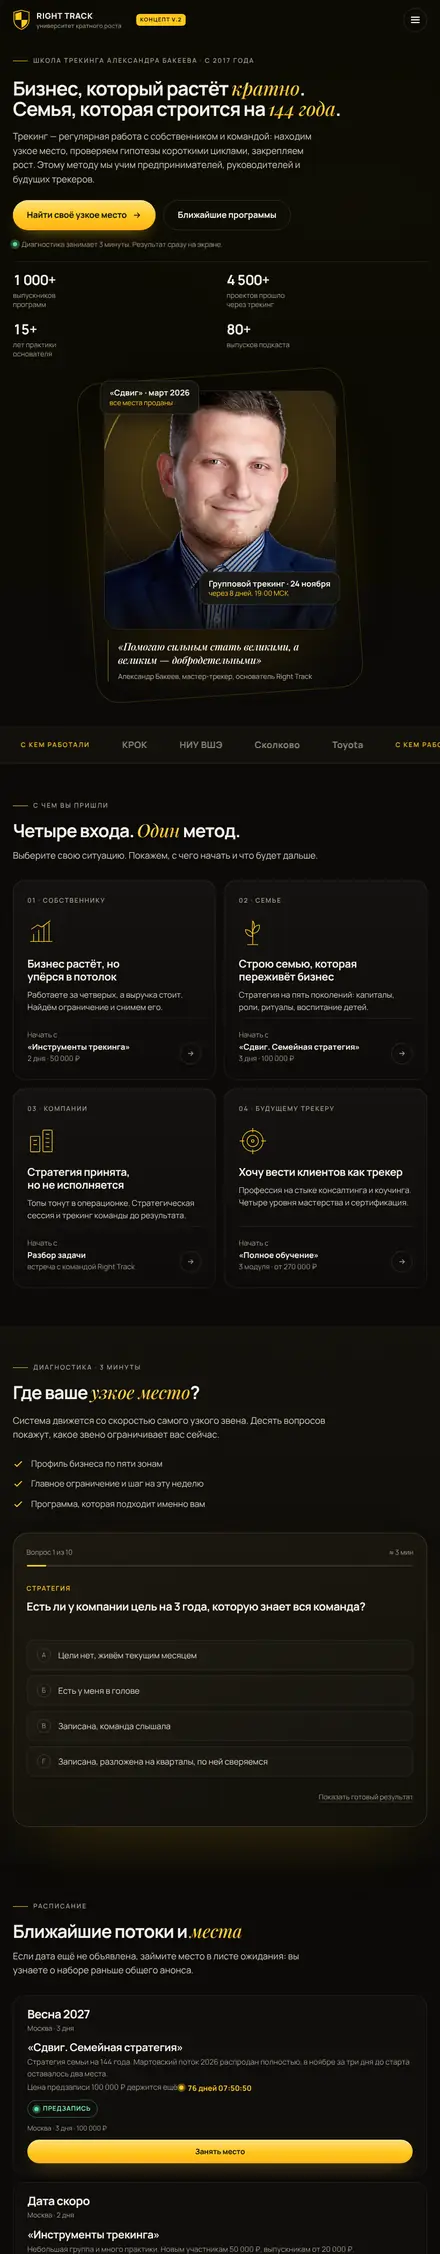 RIGHT TRACK
университет кратного роста
КОНЦЕПТ V.2
ШКОЛА ТРЕКИНГА АЛЕКСАНДРА БАКЕЕВА · С 2017 ГОДА
Бизнес, который растёт кратно.
Семья, которая строится на 144 года.
Трекинг — регулярная работа с собственником и командой: находим
узкое место, проверяем гипотезы короткими циклами, закрепляем
рост. Этому методу мы учим предпринимателей, руководителей и
будущих трекеров.
Найти своё узкое место →
Ближайшие программы
Диагностика занимает 3 минуты. Результат сразу на экране.
1 000+
выпускников
программ
4 500+
проектов прошло
через трекинг
15+
лет практики
основателя
80+
выпусков подкаста
«Сдвиг» · март 2026
все места проданы
Групповой трекинг · 24 ноября
через 8 дней, 19:00 МСК
«Помогаю сильным стать великими, а
великим — добродетельными»
Александр Бакеев, мастер-трекер, основатель Right Track
С КЕМ РАБОТАЛИ
КРОК
НИУ ВШЭ
Сколково
Toyota
С КЕМ РАБО
С ЧЕМ ВЫ ПРИШЛИ
Четыре входа. Один метод.
Выберите свою ситуацию. Покажем, с чего начать и что будет дальше.
01 · СОБСТВЕННИКУ
Бизнес растёт, но
упёрся в потолок
Работаете за четверых, а выручка стоит.
Найдём ограничение и снимем его.
Начать с
«Инструменты трекинга»
2 дня · 50 000 ₽
→
02 · СЕМЬЕ
Строю семью, которая
переживёт бизнес
Стратегия на пять поколений: капиталы,
роли, ритуалы, воспитание детей.
Начать с
«Сдвиг. Семейная стратегия»
3 дня · 100 000 ₽
→
03 · КОМПАНИИ
Стратегия принята,
но не исполняется
Топы тонут в операционке. Стратегическая
сессия и трекинг команды до результата.
Начать с
Разбор задачи
встреча с командой Right Track
→
04 · БУДУЩЕМУ ТРЕКЕРУ
Хочу вести клиентов как трекер
Профессия на стыке консалтинга и коучинга.
Четыре уровня мастерства и сертификация.
Начать с
«Полное обучение»
3 модуля · от 270 000 ₽
→
ДИАГНОСТИКА · 3 МИНУТЫ
Где ваше узкое место?
Система движется со скоростью самого узкого звена. Десять вопросов
покажут, какое звено ограничивает вас сейчас.
Профиль бизнеса по пяти зонам
Главное ограничение и шаг на эту неделю
Программа, которая подходит именно вам
Вопрос 1 из 10
≈ 3 мин
СТРАТЕГИЯ
Есть ли у компании цель на 3 года, которую знает вся команда?
А Цели нет, живём текущим месяцем
Б Есть у меня в голове
В Записана, команда слышала
Г Записана, разложена на кварталы, по ней сверяемся
Показать готовый результат
РАСПИСАНИЕ
Ближайшие потоки и места
Если дата ещё не объявлена, займите место в листе ожидания: вы
узнаете о наборе раньше общего анонса.
Весна 2027
Москва · 3 дня
«Сдвиг. Семейная стратегия»
Стратегия семьи на 144 года. Мартовский поток 2026 распродан полностью, в ноябре за три дня до старта
оставалось два места.
Цена предзаписи 100 000 ₽ держится ещё 76 дней 07:50:50
ПРЕДЗАПИСЬ
Москва · 3 дня · 100 000 ₽
Занять место
Дата скоро
Москва · 2 дня
«Инструменты трекинга»
Небольшая группа и много практики. Новым участникам 50 000 ₽, выпускникам от 20 000 ₽.